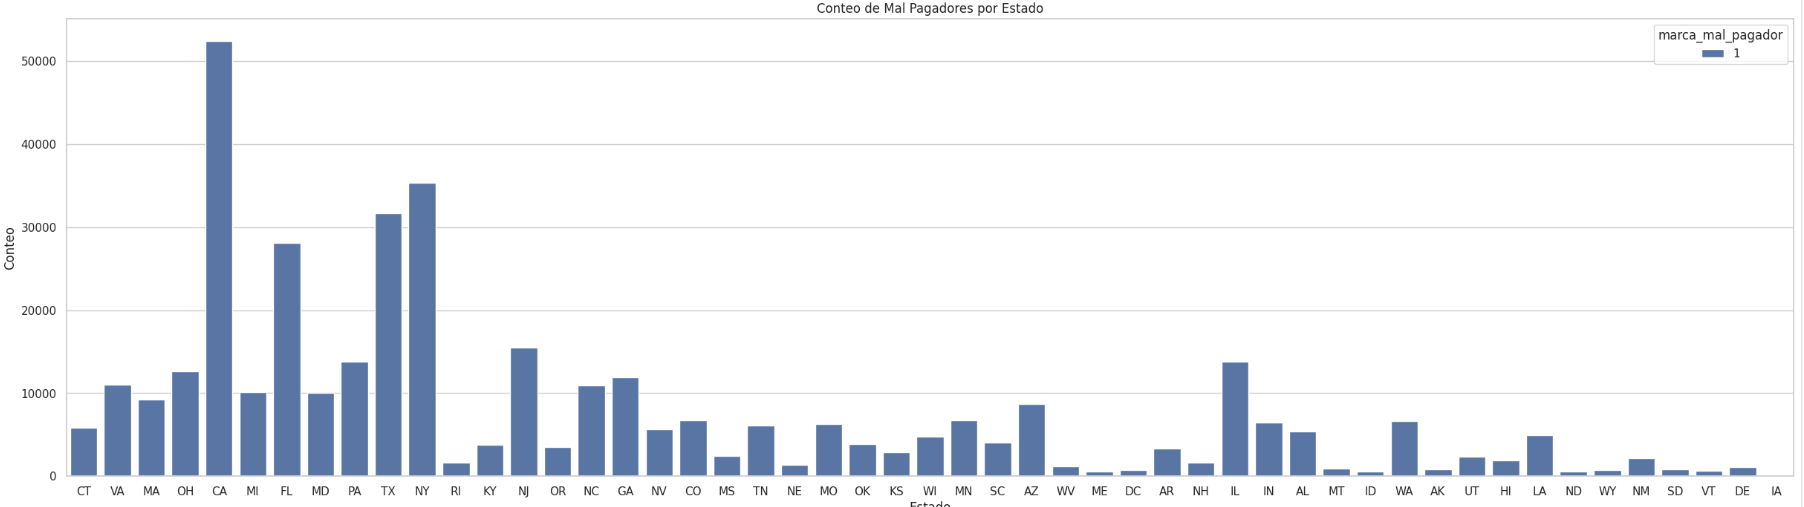 Conteo de Mal Pagadores por Estado
marca_mal_pagador
1
50000
40000
30000
20000
10000
0
Conteo
CT VA MA OH CA MI FL MD PA TX NY RI KY NJ OR NC GA NV CO MS TN NE MO OK KS WI MN SC AZ WV ME DC AR NH IL IN AL MT ID WA AK UT HI LA ND WY NM SD VT DE IA
Estado